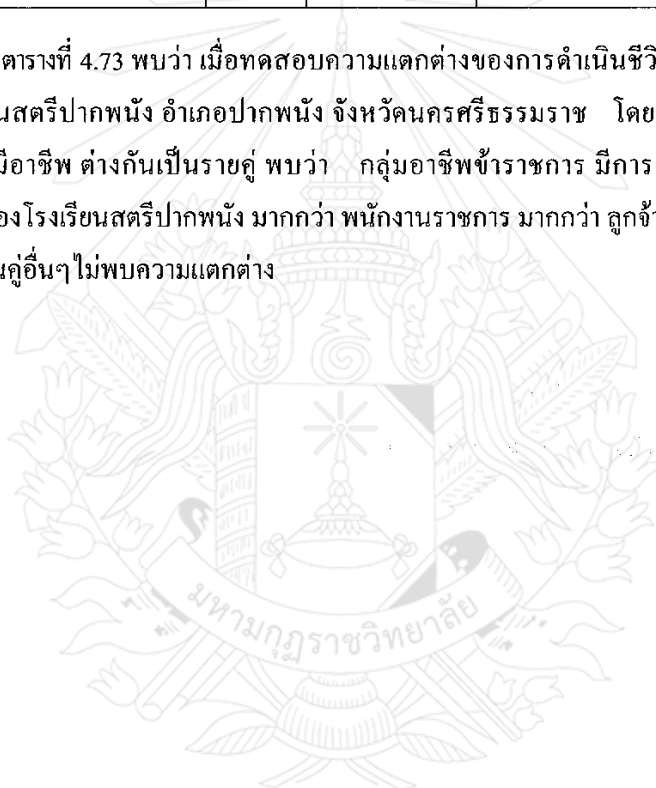 ตารางที่ 4.73 พบว่า เมื่อทดสอบความแตกต่างของการดำเนินชีวิ
นสตรีปากพนัง อำเภอปากพนัง จังหวัดนครศรีธรรมราช โดย
มีอาชีพ ต่างกันเป็นรายคู่ พบว่า กลุ่มอาชีพข้าราชการ มีการ
องโรงเรียนสตรีปากพนัง มากกว่า พนักงานราชการ มากกว่า ลูกจ้า
นคู่อื่นๆ ไม่พบความแตกต่าง
มหามกุฏราชวิทยาลัย